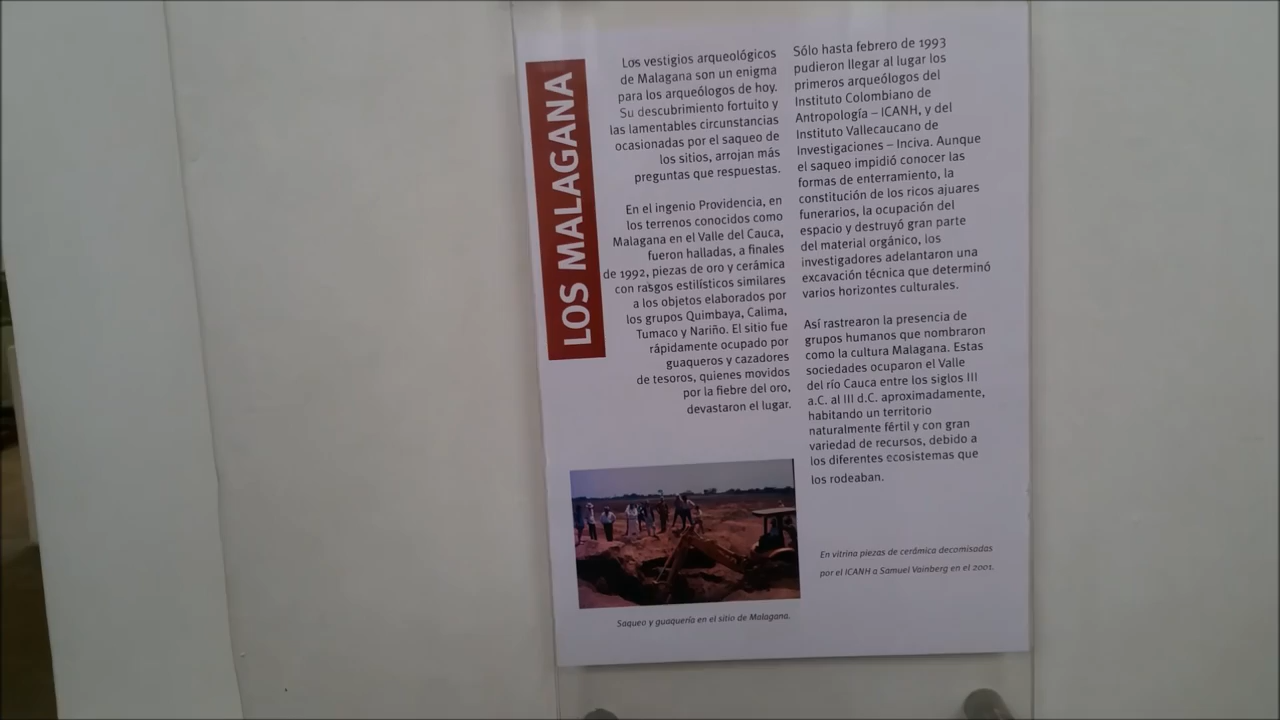 LOS MALAGANA
Los vestigios arqueológicos
de Malagana son un enigma
para los arqueólogos de hoy.
Su descubrimiento fortuito y
las lamentables circunstancias
ocasionadas por el saqueo de
los sitios, arrojan más
preguntas que respuestas.
En el ingenio Providencia, en
los terrenos conocidos como
Malagana en el Valle del Cauca,
fueron halladas, a finales
de 1992, piezas de oro y cerámica
con rasgos estilísticos similares
a los objetos elaborados por
los grupos Quimbaya, Calima,
Tumaco y Nariño. El sitio fue
rápidamente ocupado por
guaqueros y cazadores
de tesoros, quienes movidos
por la fiebre del oro,
devastaron el lugar.
Saqueo y guaquería en el sitio de Malagana.
Sólo hasta febrero de 1993
pudieron llegar al lugar los
primeros arqueólogos del
Instituto Colombiano de
Antropología – ICANH, y del
Instituto Vallecaucano de
Investigaciones – Inciva. Aunque
el saqueo impidió conocer las
formas de enterramiento, la
constitución de los ricos ajuares
funerarios, la ocupación del
espacio y destruyó gran parte
del material orgánico, los
investigadores adelantaron una
excavación técnica que determinó
varios horizontes culturales.
Así rastrearon la presencia de
grupos humanos que nombraron
como la cultura Malagana. Estas
sociedades ocuparon el Valle
del río Cauca entre los siglos III
a.C. al III d.C. aproximadamente,
habitando un territorio
naturalmente fértil y con gran
variedad de recursos, debido a
los diferentes ecosistemas que
los rodeaban.
En vitrina piezas de cerámica decomisadas
por el ICANH a Samuel Vainberg en el 2001.